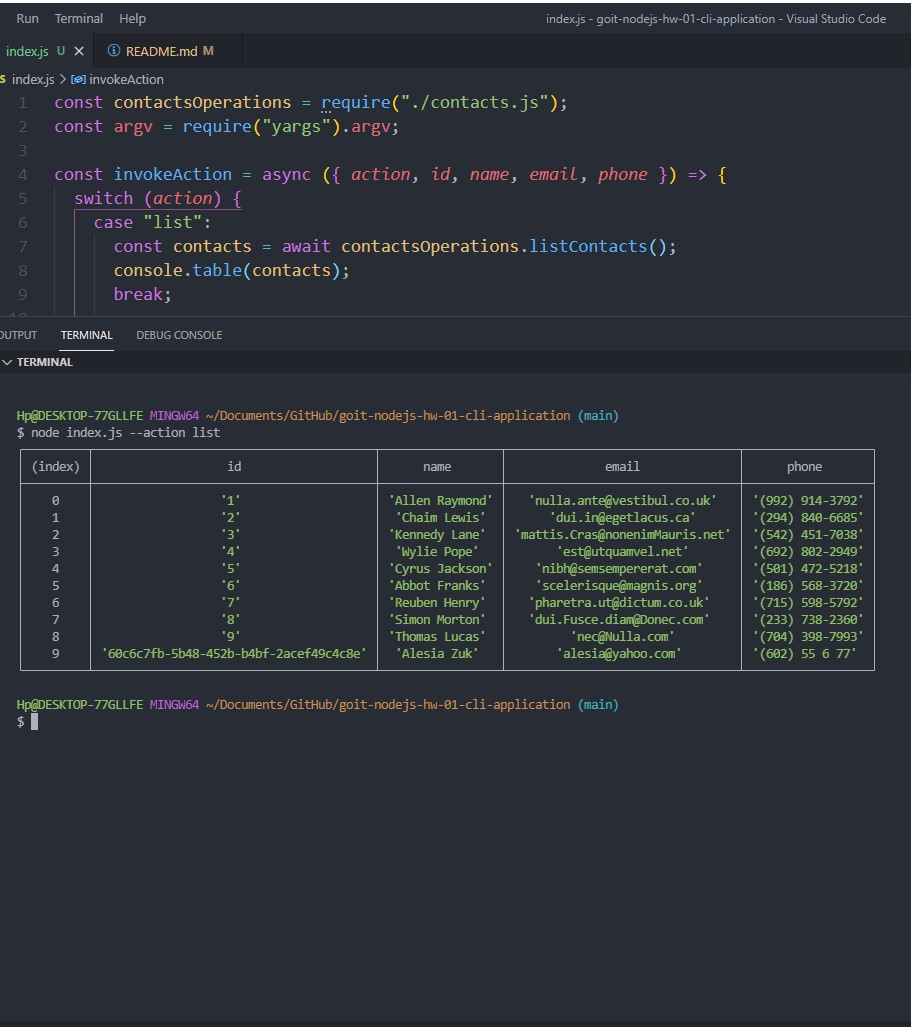 Run Terminal Help index.js - goit-nodejs-hw-01-cli-application - Visual Studio Code
index.js U README.md M
index.js > invokeAction
1 const contactsOperations = require("./contacts.js");
2 const argv = require("yargs").argv;
3
4 const invokeAction = async ({ action, id, name, email, phone }) => {
5 switch (action) {
6 case "list":
7 const contacts = await contactsOperations.listContacts();
8 console.table(contacts);
9 break;
OUTPUT TERMINAL DEBUG CONSOLE
TERMINAL
Hp@DESKTOP-77GLLFE MINGW64 ~/Documents/GitHub/goit-nodejs-hw-01-cli-application (main)
$ node index.js --action list
(index) id name email phone
0 '1' 'Allen Raymond' 'nulla.ante@vestibul.co.uk' '(992) 914-3792'
1 '2' 'Chaim Lewis' 'dui.in@egetlacus.ca' '(294) 840-6685'
2 '3' 'Kennedy Lane' 'mattis.Cras@nonenimMauris.net' '(542) 451-7038'
3 '4' 'Wylie Pope' 'est@utquamvel.net' '(692) 802-2949'
4 '5' 'Cyrus Jackson' 'nibh@semsempererat.com' '(501) 472-5218'
5 '6' 'Abbot Franks' 'scelerisque@magnis.org' '(186) 568-3720'
6 '7' 'Reuben Henry' 'pharetra.ut@dictum.co.uk' '(715) 598-5792'
7 '8' 'Simon Morton' 'dui.Fusce.diam@Donec.com' '(233) 738-2360'
8 '9' 'Thomas Lucas' 'nec@Nulla.com' '(704) 398-7993'
9 '60c6c7fb-5b48-452b-b4bf-2acef49c4c8e' 'Alesia Zuk' 'alesia@yahoo.com' '(602) 55 6 77'
Hp@DESKTOP-77GLLFE MINGW64 ~/Documents/GitHub/goit-nodejs-hw-01-cli-application (main)
$